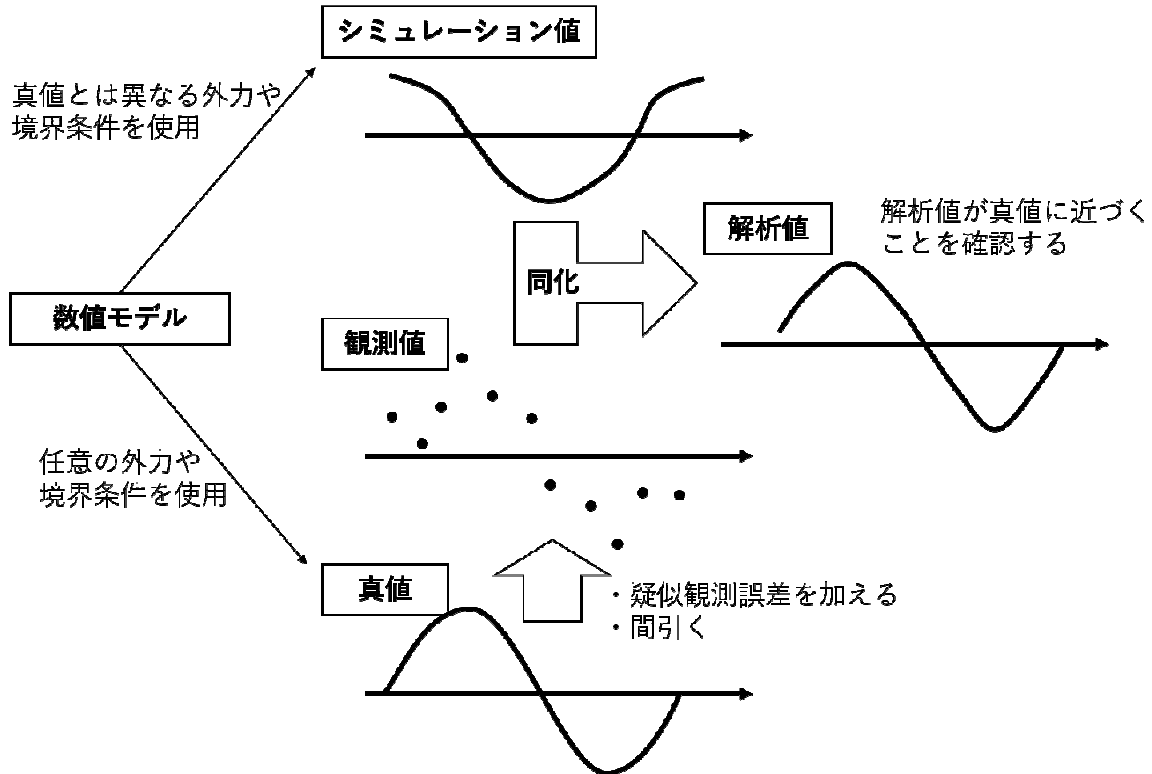 シミュレーション値
真値とは異なる外力や
境界条件を使用
解析値
解析値が真値に近づく
ことを確認する
同化
数値モデル
観測値
任意の外力や
境界条件を使用
真値
・疑似観測誤差を加える
・間引く